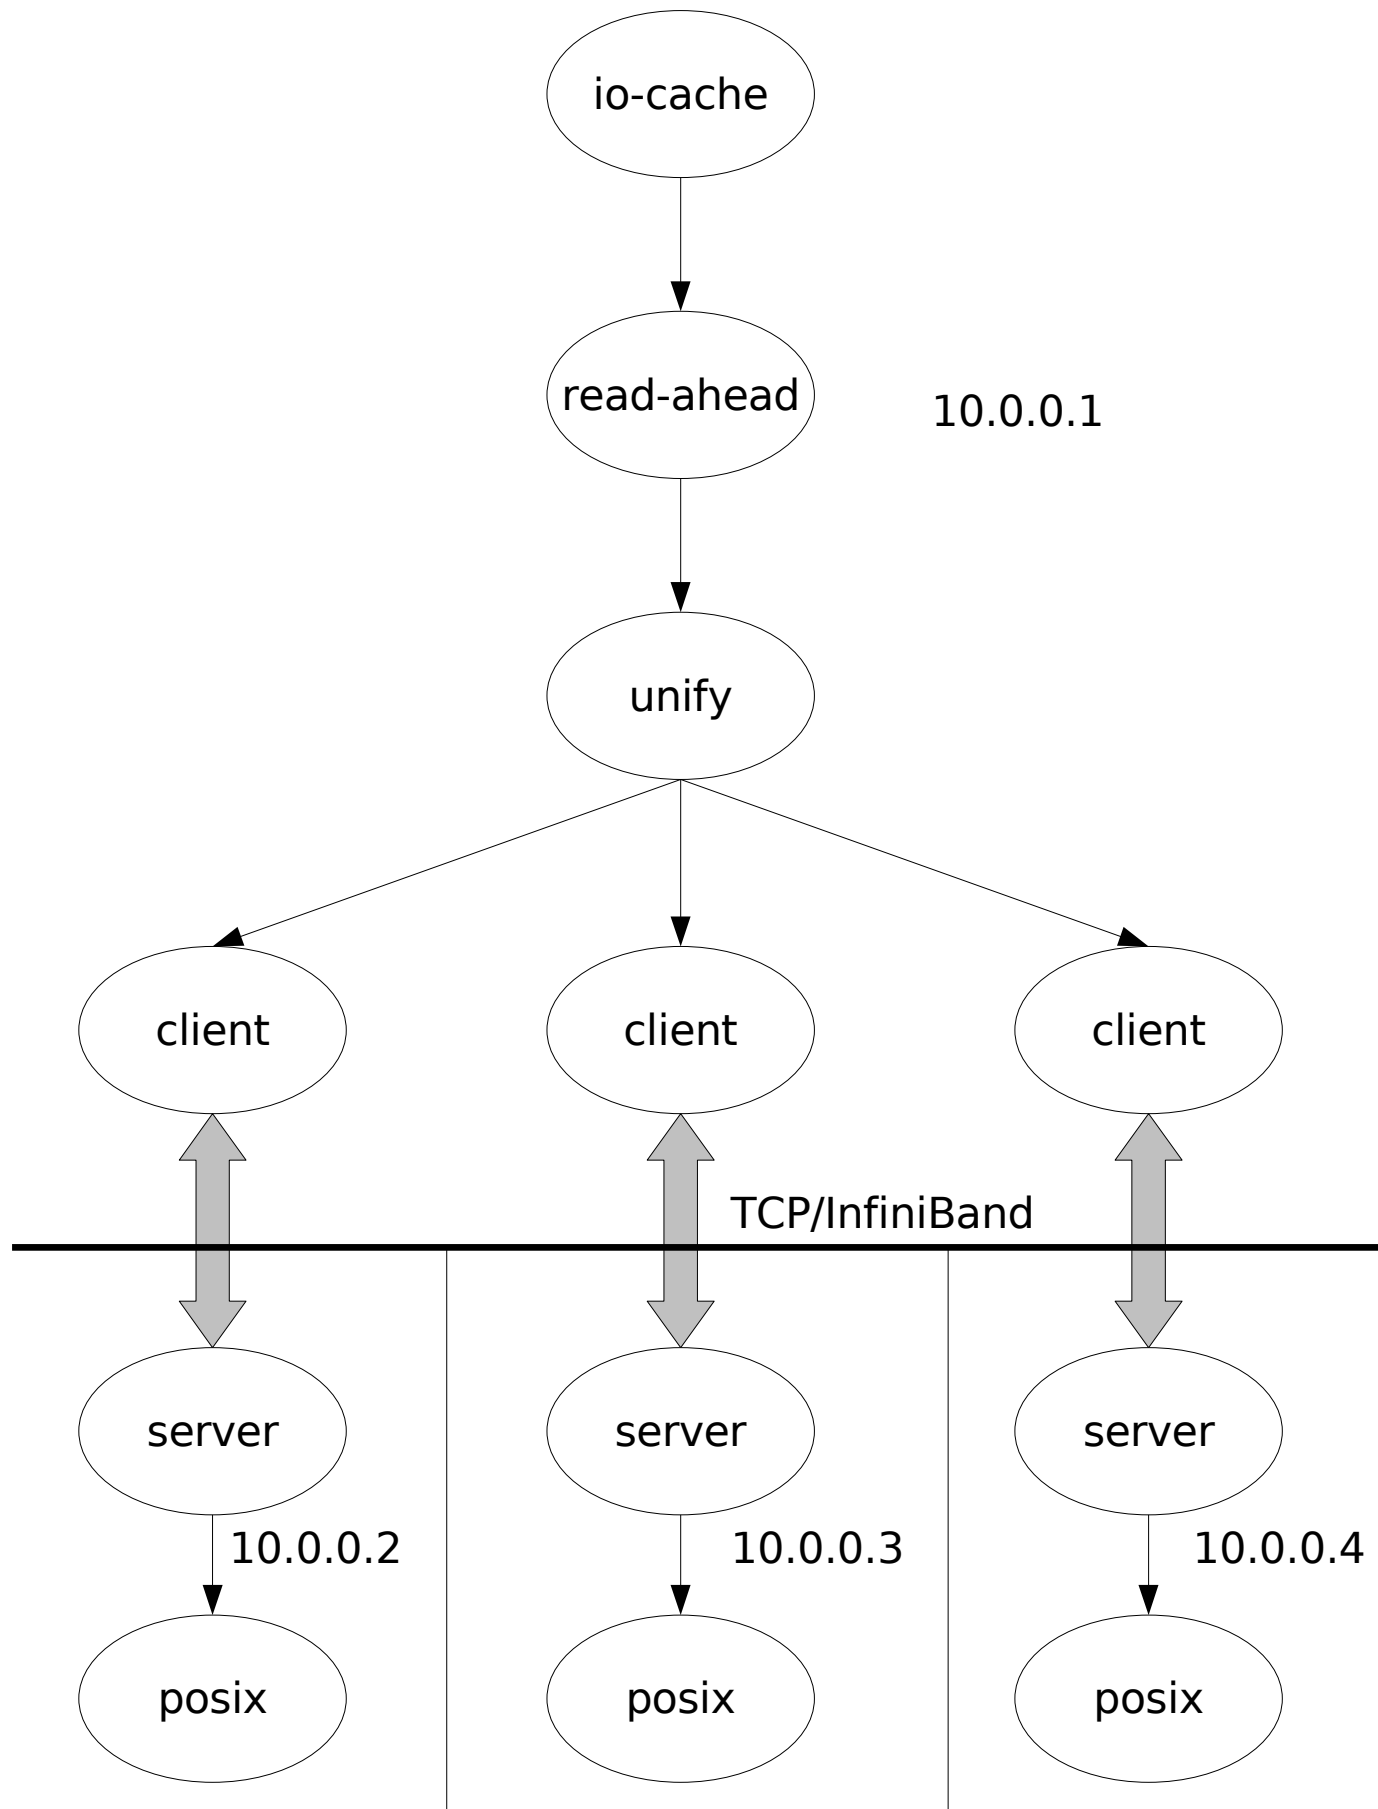 io-cache
read-ahead
10.0.0.1
unify
client
client
client
TCP/InfiniBand
server
server
server
10.0.0.2
10.0.0.3
10.0.0.4
posix
posix
posix